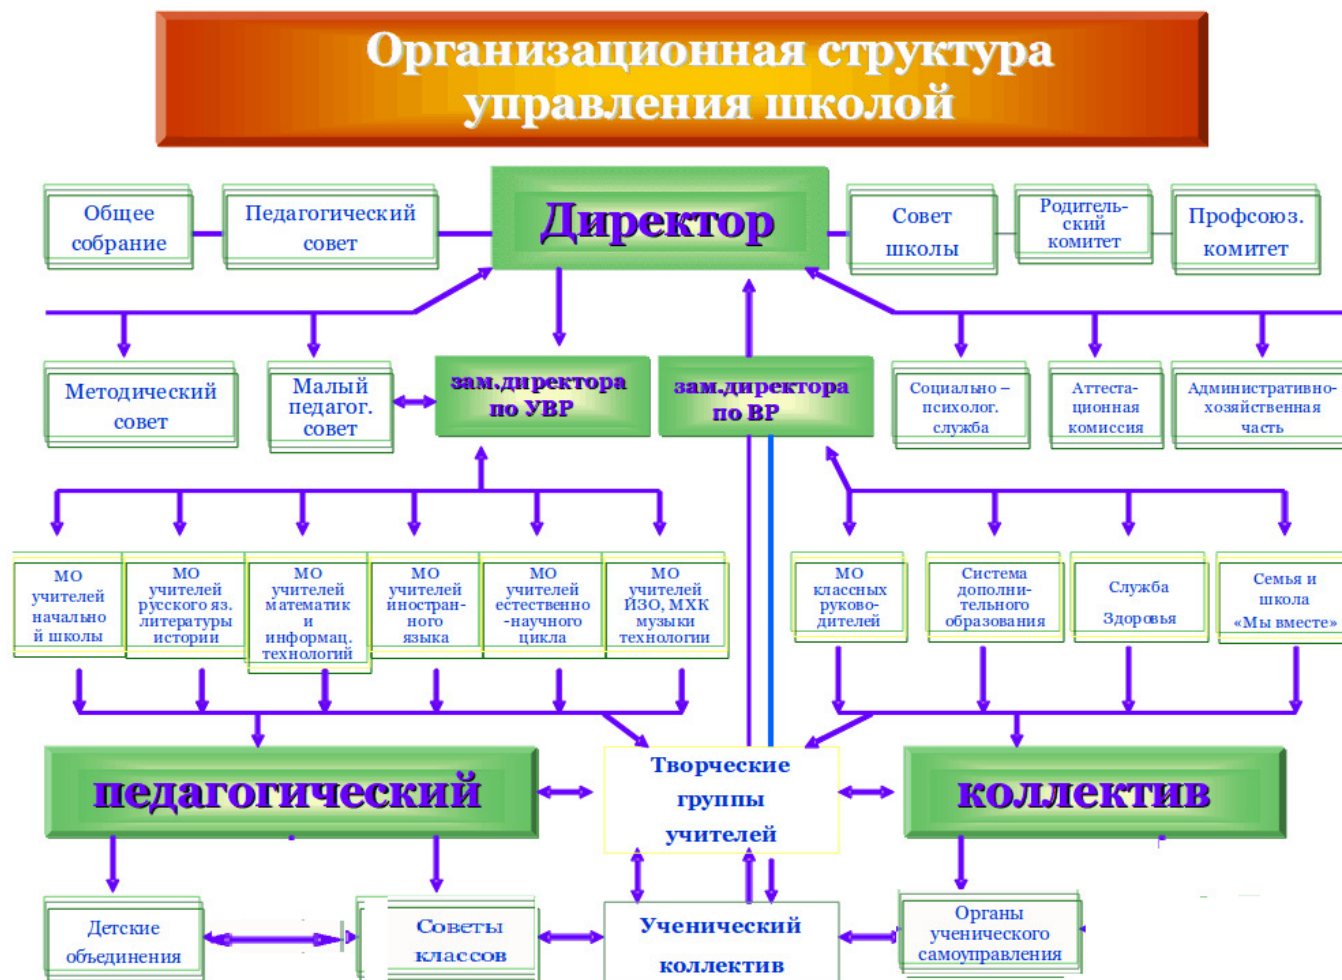 Организационная структура
управления школой
Общее
собрание
Педагогический
совет
Директор
Совет
школы
Родитель-
ский
комитет
Профсоюз.
комитет
Методический
совет
Малый
педагог.
совет
зам.директора
по УВР
зам.директора
по ВР
Социально –
психолог.
служба
Аттеста-
ционная
комиссия
Административно-
хозяйственная
часть
МО
учителей
начально
й школы
МО
учителей
русского яз.
литературы
истории
МО
учителей
математик
и
информац.
технологий
МО
учителей
иностран-
ного
языка
МО
учителей
естественно
-научного
цикла
МО
учителей
ИЗО, МХК
музыки
технологии
МО
классных
руково-
дителей
Система
дополни-
тельного
образования
Служба
Здоровья
Семья и
школа
«Мы вместе»
педагогический
Творческие
группы
учителей
коллектив
Детские
объединения
Советы
классов
Ученический
коллектив
Органы
ученического
самоуправления